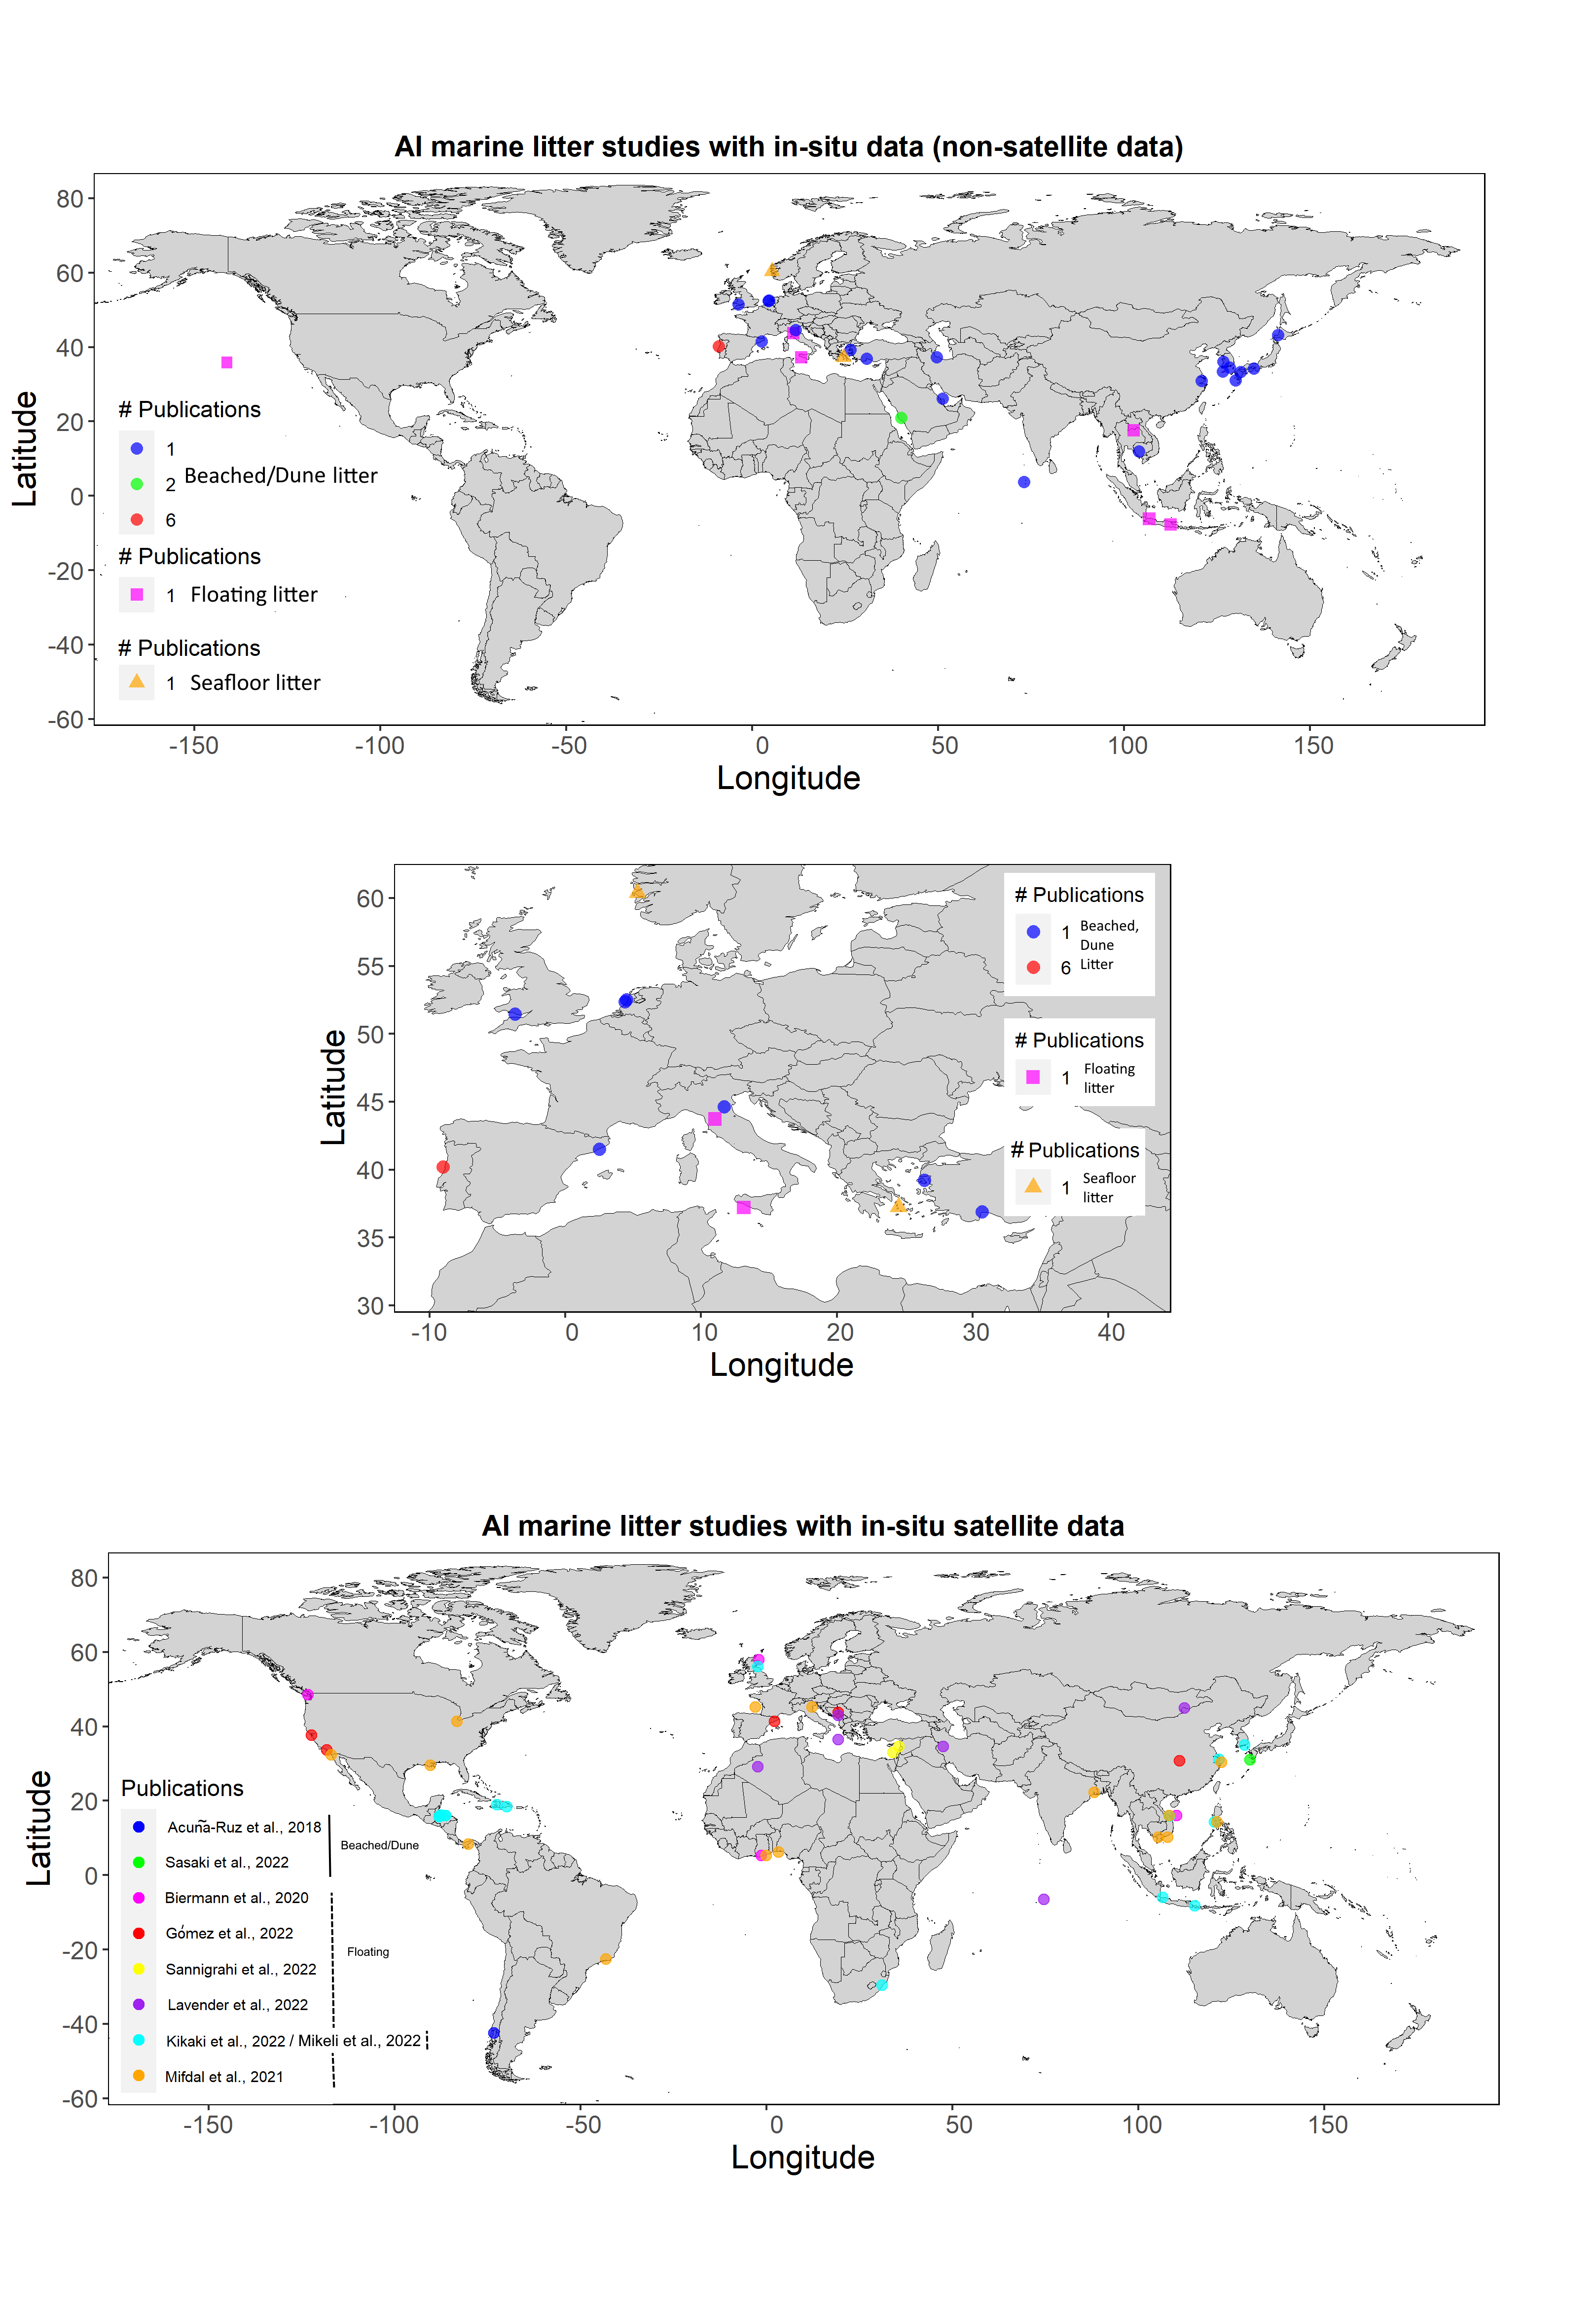 AI marine litter studies with in-situ data (non-satellite data)
80
60
40
20
0
-20
-40
-60
Latitude
# Publications
1
2 Beached/Dune litter
6
# Publications
1 Floating litter
# Publications
1 Seafloor litter
-150 -100 -50 0 50 100 150
Longitude
60
55
50
45
40
35
30
Latitude
# Publications
1 Beached,
Dune
6 Litter
# Publications
1 Floating
litter
# Publications
1 Seafloor
litter
-10 0 10 20 30 40
Longitude
AI marine litter studies with in-situ satellite data
80
60
40
20
0
-20
-40
-60
Latitude
Publications
Acuña-Ruz et al., 2018
Sasaki et al., 2022
Beached/Dune
Biermann et al., 2020
Gómez et al., 2022
Sannigrahi et al., 2022
Lavender et al., 2022
Kikaki et al., 2022 / Mikeli et al., 2022
Mifdal et al., 2021
Floating
-150 -100 -50 0 50 100 150
Longitude